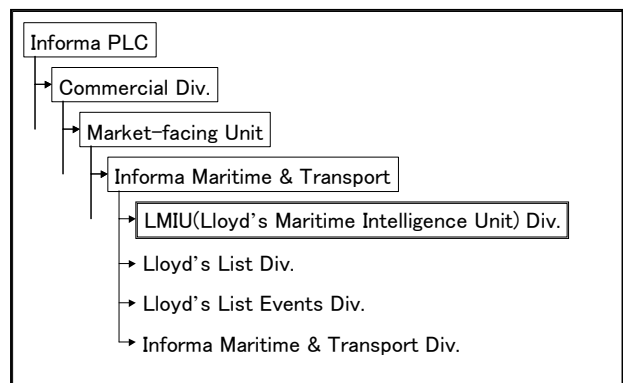 Informa PLC
Commercial Div.
Market-facing Unit
Informa Maritime & Transport
LMIU(Lloyd's Maritime Intelligence Unit) Div.
Lloyd's List Div.
Lloyd's List Events Div.
Informa Maritime & Transport Div.